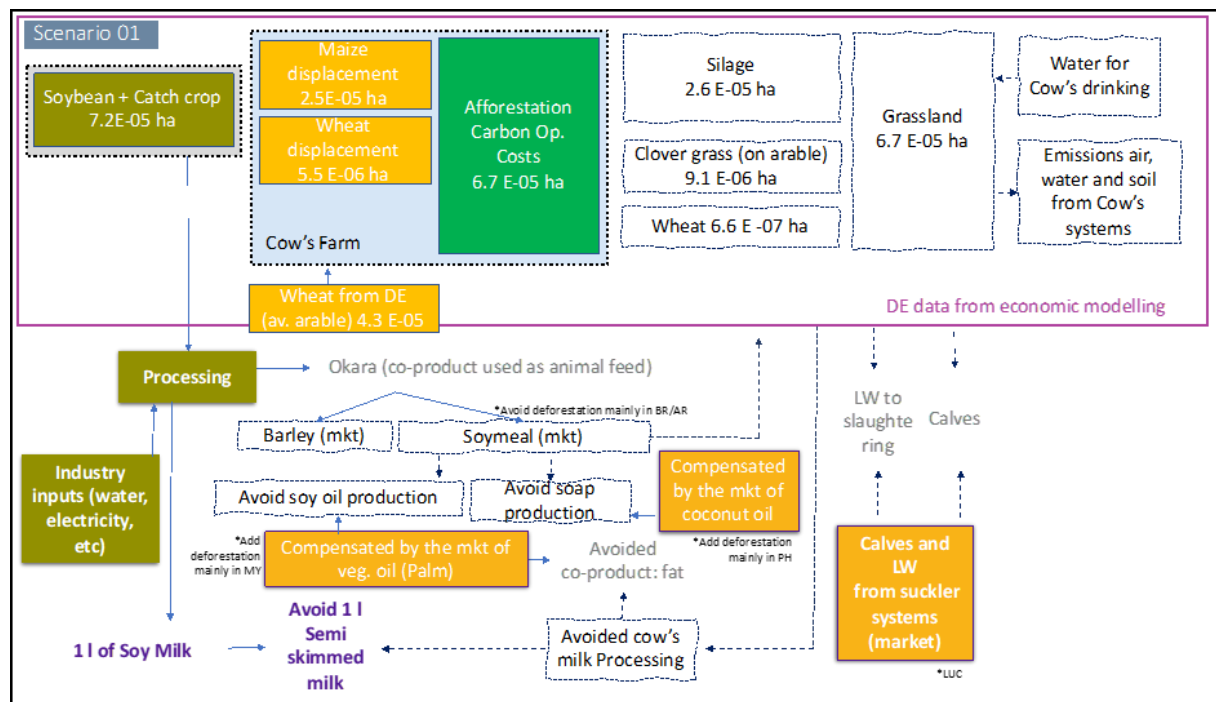 Scenario 01
Soybean + Catch crop
7.2E-05 ha
Maize
displacement
2.5E-05 ha
Wheat
displacement
5.5 E-06 ha
Cow's Farm
Afforestation
Carbon Op.
Costs
6.7 E-05 ha
Silage
2.6 E-05 ha
Clover grass (on arable)
9.1 E-06 ha
Wheat 6.6 E -07 ha
Grassland
6.7 E-05 ha
Water for
Cow's drinking
Emissions air,
water and soil
from Cow's
systems
Wheat from DE
(av. arable) 4.3 E-05
DE data from economic modelling
Processing
Okara (co-product used as animal feed)
*Avoid deforestation mainly in BR/AR
Barley (mkt)
Soymeal (mkt)
LW to
slaughte
ring
Calves
Industry
inputs (water,
electricity,
etc)
Avoid soy oil production
Avoid soap
production
Compensated
by the mkt of
coconut oil
*Add
deforestation
mainly in MY
Compensated by the mkt of
veg. oil (Palm)
Avoided
co-product: fat
*Add deforestation
mainly in PH
Calves and
LW
from suckler
systems
(market)
*LUC
1 l of Soy Milk
Avoid 1 l
Semi
skimmed
milk
Avoided cow's
milk Processing